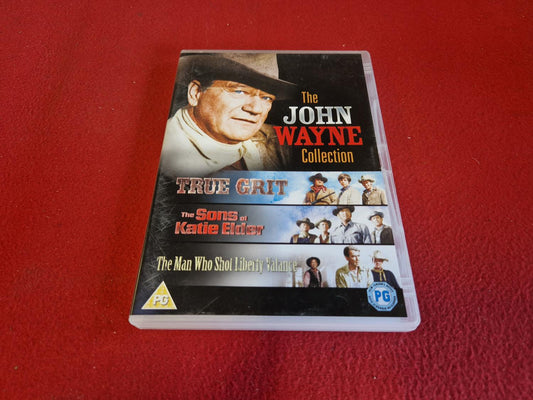 The
JOHN
WAYNE
Collection
TRUE GRIT
The Sons of
Katie Elder
The Man Who Shot Liberty Valance
PG
PG